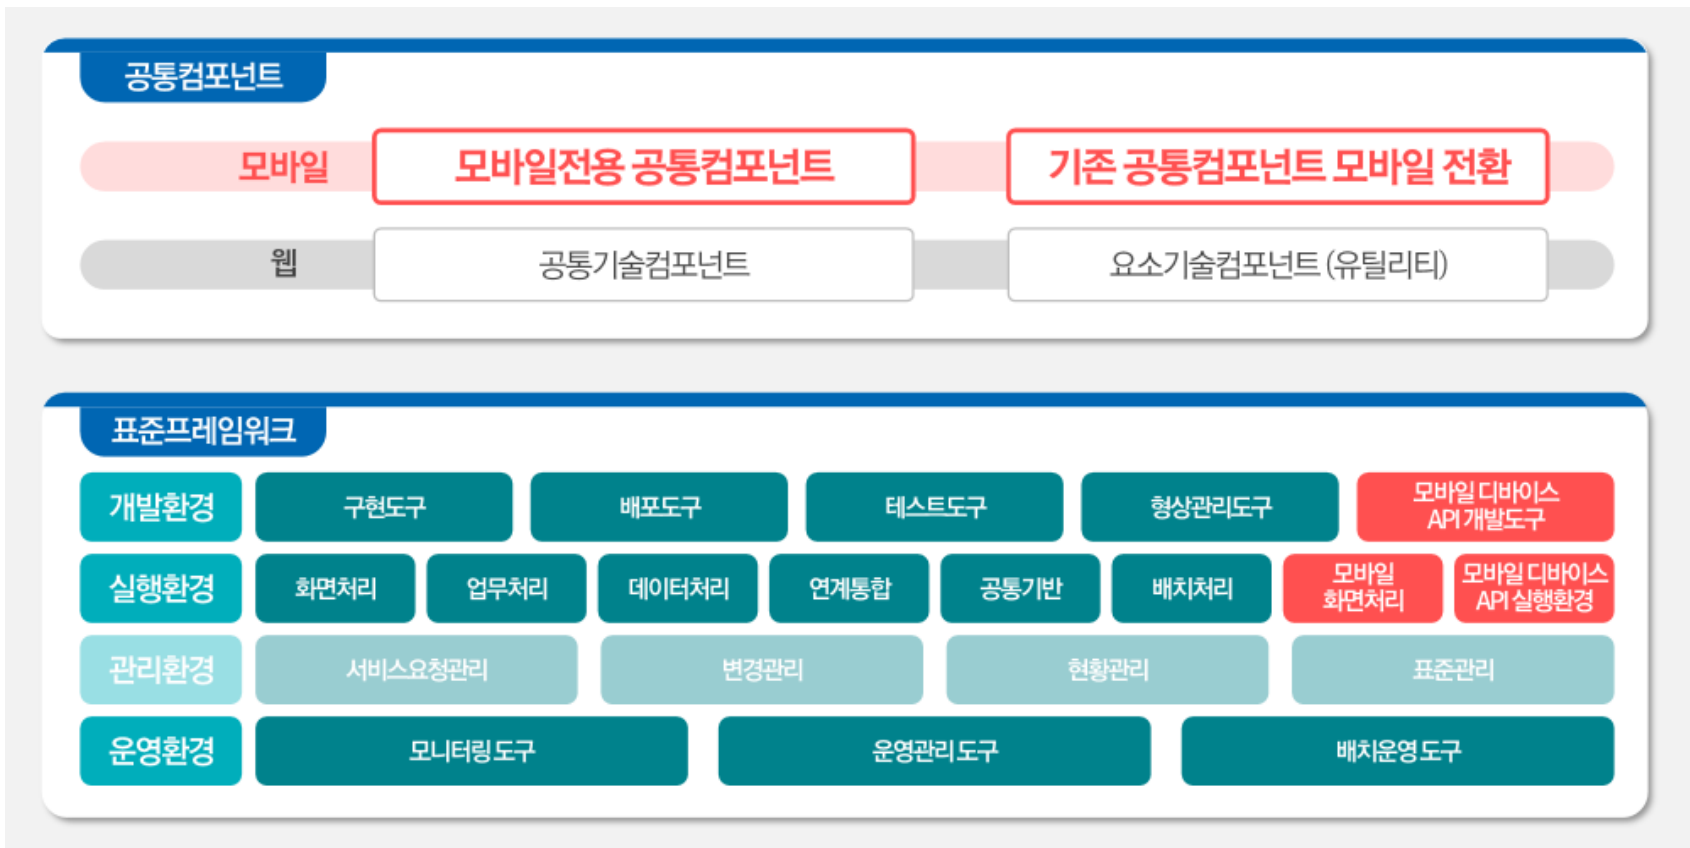 공통컴포넌트
모바일 모바일전용 공통컴포넌트 기존 공통컴포넌트 모바일 전환
웹 공통기술컴포넌트 요소기술컴포넌트 (유틸리티)
표준프레임워크
개발환경 구현도구 배포도구 테스트도구 형상관리도구 모바일 디바이스
API 개발도구
실행환경 화면처리 업무처리 데이터처리 연계통합 공통기반 배치처리 모바일
화면처리 모바일 디바이스
API 실행환경
관리환경 서비스요청관리 변경관리 현황관리 표준관리
운영환경 모니터링 도구 운영관리 도구 배치운영 도구